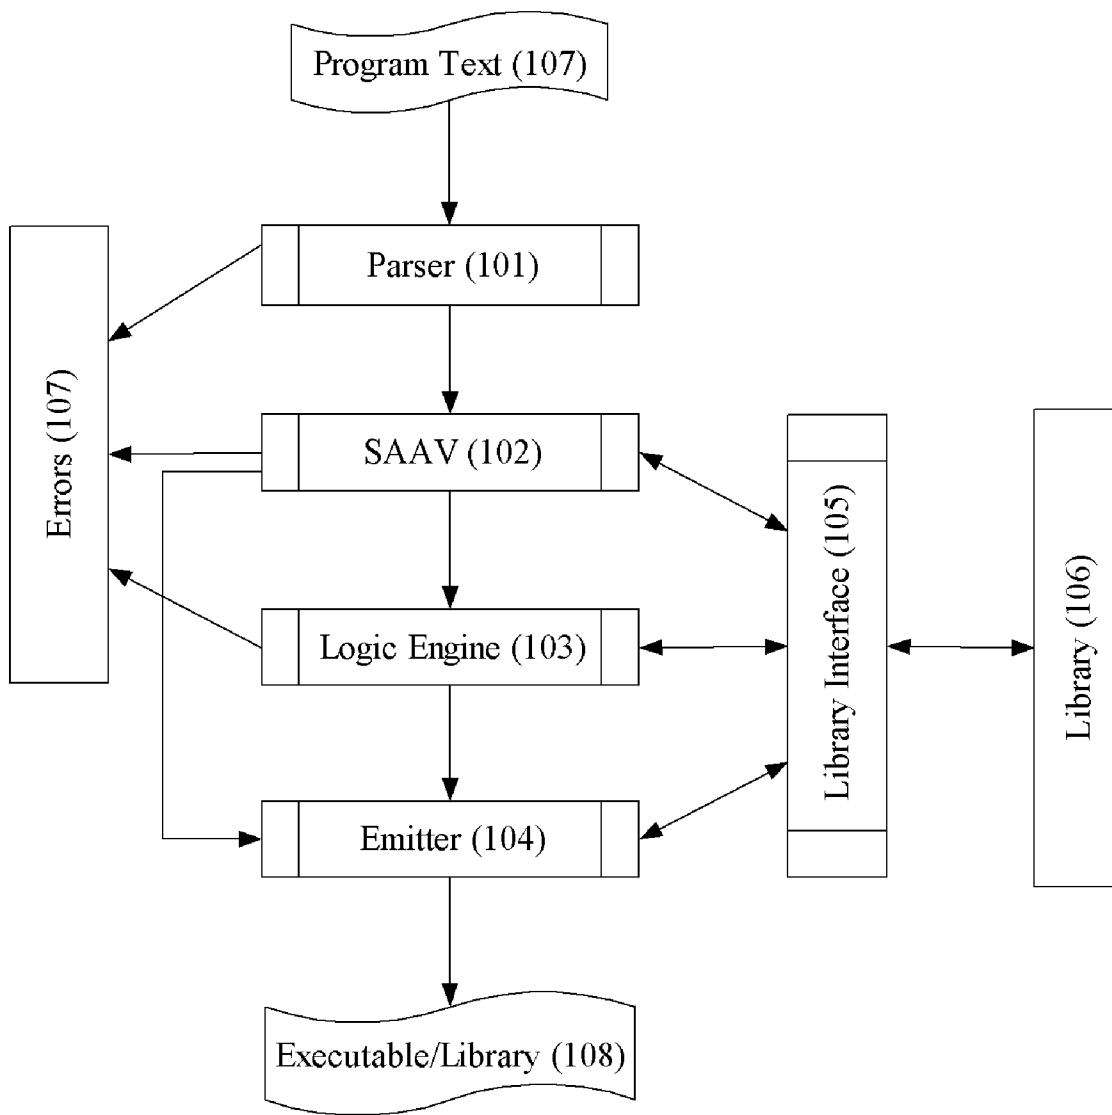 Program Text (107)
Parser (101)
Errors (107)
SAAV (102)
Library Interface (105)
Library (106)
Logic Engine (103)
Emitter (104)
Executable/Library (108)